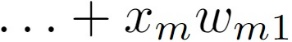 … + x_m w_{m1}